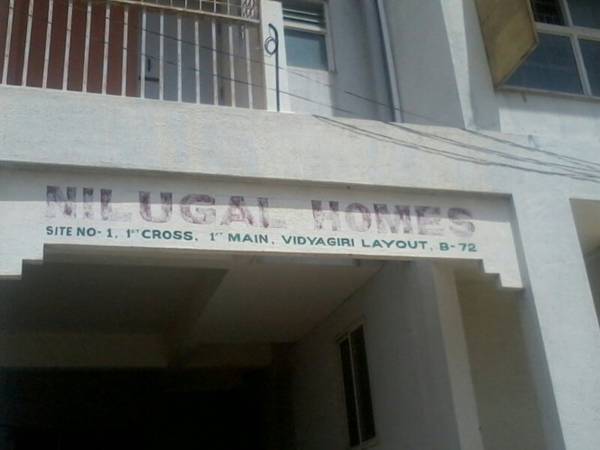 NILUGAL HOMES
SITE NO-1, 1ST CROSS, 1ST MAIN, VIDYAGIRI LAYOUT, B-72